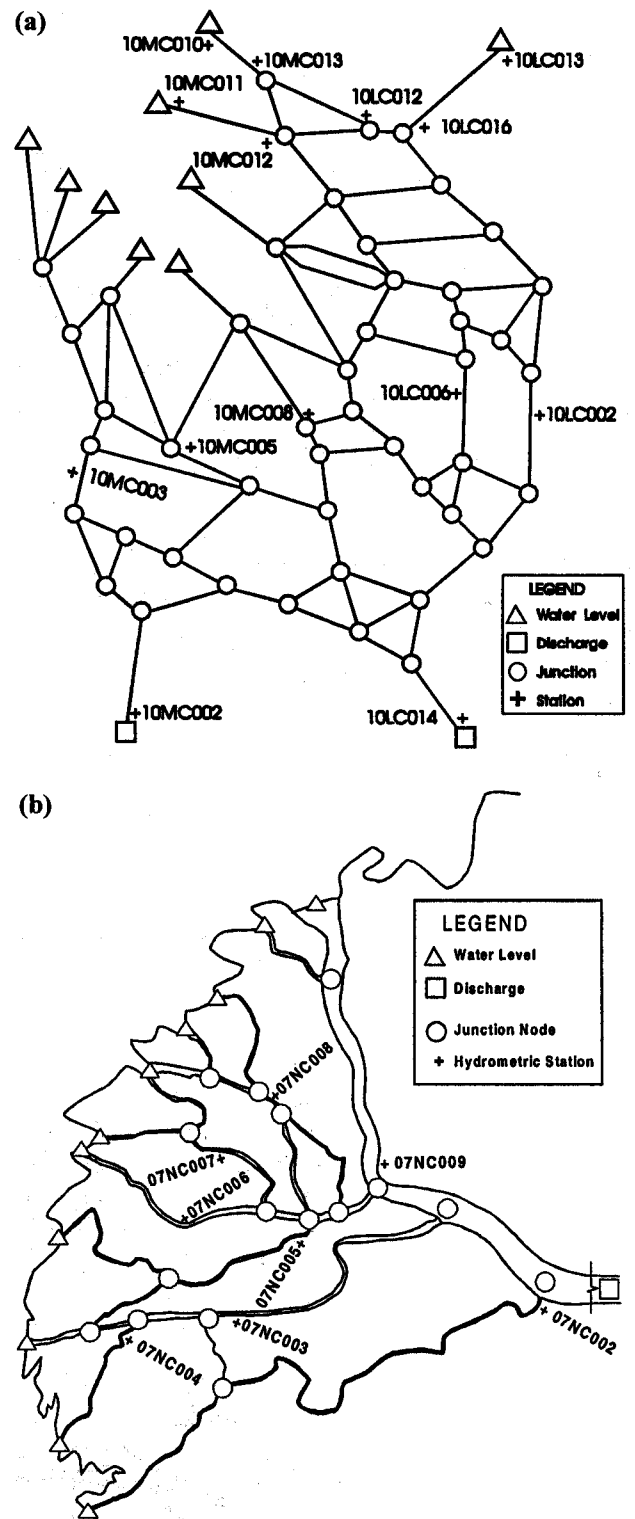 (a)
10MC010+
+10MC013
+10LC013
10MC011
+
10LC012
+
+ 10LC016
+
10MC012
10LC006+
+10LC002
10MC008 +
+10MC005
+ 10MC003
LEGEND
△ Water Level
□ Discharge
○ Junction
+ Station
+10MC002
10LC014 +
(b)
LEGEND
△ Water Level
□ Discharge
○ Junction Node
+ Hydrometric Station
+07NC008
+ 07NC009
07NC007+
+07NC006
07NC005+
+07NC003
+ 07NC004
+ 07NC002